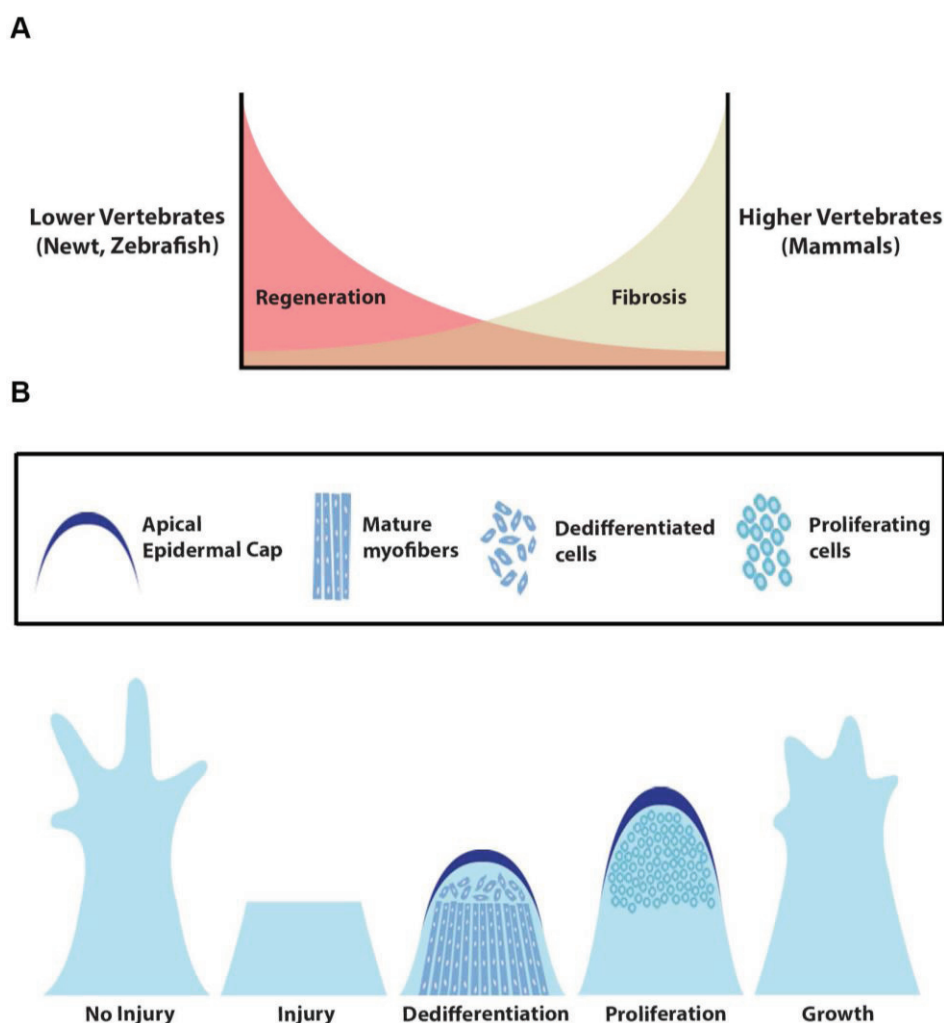 A
Lower Vertebrates
(Newt, Zebrafish)
Higher Vertebrates
(Mammals)
Regeneration
Fibrosis
B
Apical
Epidermal Cap
Mature
myofibers
Dedifferentiated
cells
Proliferating
cells
No Injury
Injury
Dedifferentiation
Proliferation
Growth